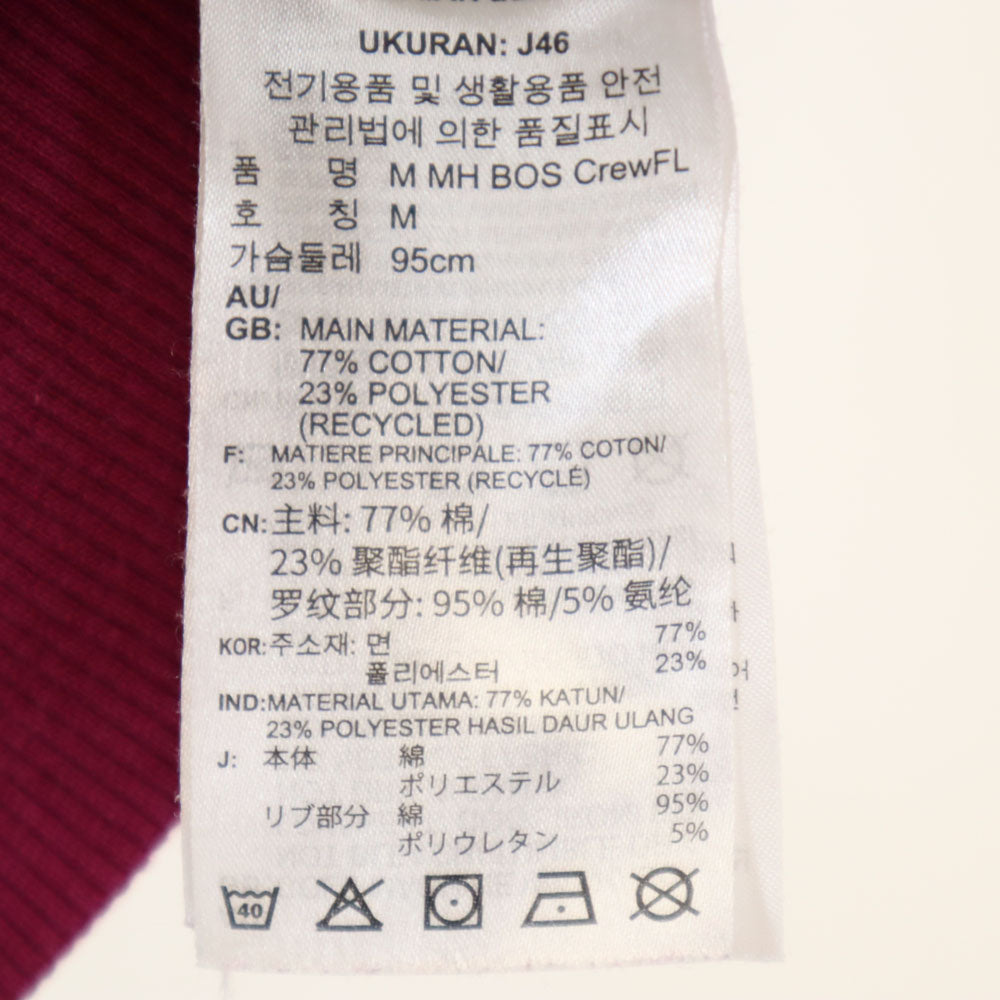 UKURAN: J46
전기용품 및 생활용품 안전
관리법에 의한 품질표시
품 명 M MH BOS CrewFL
호 칭 M
가슴둘레 95cm
AU/
GB: MAIN MATERIAL:
77% COTTON/
23% POLYESTER
(RECYCLED)
F: MATIERE PRINCIPALE: 77% COTON/
23% POLYESTER (RECYCLÉ)
CN: 主料: 77% 棉/
23% 聚酯纤维(再生聚酯)/
罗纹部分: 95% 棉/5% 氨纶
KOR: 주소재: 면 77%
폴리에스터 23%
IND: MATERIAL UTAMA: 77% KATUN/
23% POLYESTER HASIL DAUR ULANG
J: 本体 綿 77%
ポリエステル 23%
リブ部分 綿 95%
ポリウレタン 5%
40